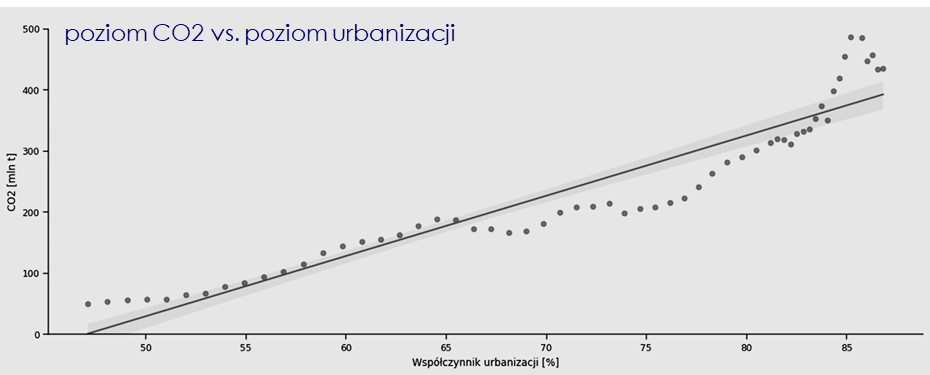 poziom CO2 vs. poziom urbanizacji
500
400
300
200
100
0
CO2 [mln t]
50 55 60 65 70 75 80 85
Współczynnik urbanizacji [%]